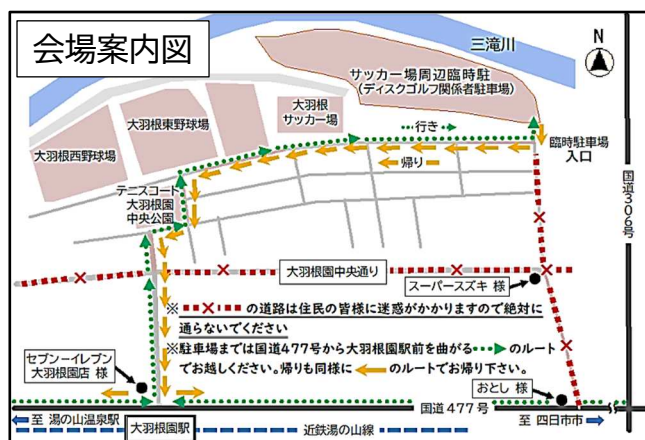 会場案内図
三滝川
N
サッカー場周辺臨時駐
(ディスクゴルフ関係者駐車場)
大羽根
サッカー場
大羽根東野球場
大羽根西野球場
行き
帰り
臨時駐車場
入口
国道306号
テニスコート
大羽根園
中央公園
大羽根園中央通り
スーパースズキ 様
※ の道路は住民の皆様に迷惑がかかりますので絶対に
通らないでください
※駐車場までは国道477号から大羽根園駅前を曲がる のルート
でお越しください。帰りも同様に のルートでお帰り下さい。
セブンーイレブン
大羽根園店 様
おとし 様
国道477号
至 湯の山温泉駅
大羽根園駅
近鉄湯の山線
至 四日市市